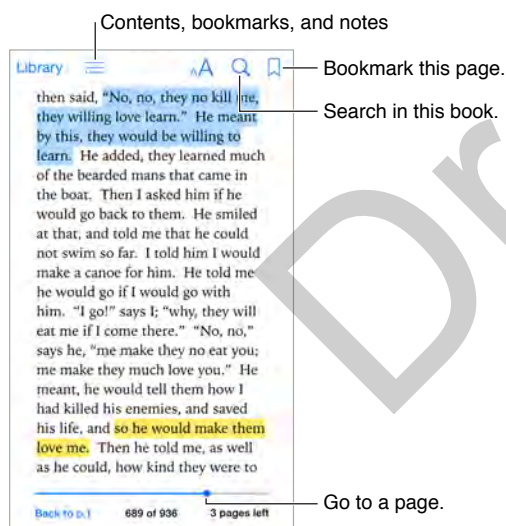 Contents, bookmarks, and notes
Library AA
Bookmark this page.
Search in this book.
then said, “No, no, they no kill me,
they willing love learn.” He meant
by this, they would be willing to
learn. He added, they learned much
of the bearded mans that came in
the boat. Then I asked him if he
would go back to them. He smiled
at that, and told me that he could
not swim so far. I told him I would
make a canoe for him. He told me
he would go if I would go with
him. “I go!” says I; “why, they will
eat me if I come there.” “No, no,”
says he, “me make they no eat you;
me make they much love you.” He
meant, he would tell them how I
had killed his enemies, and saved
his life, and so he would make them
love me. Then he told me, as well
as he could, how kind they were to
Go to a page.
Back to p.1 689 of 936 3 pages left
Dr